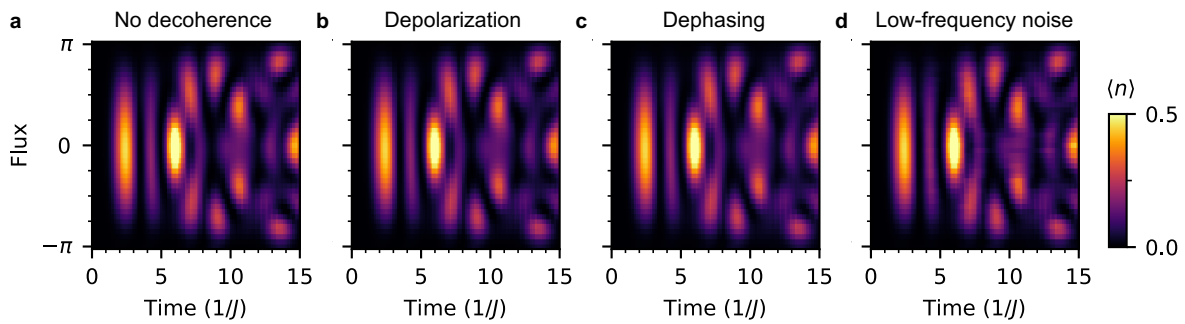 a No decoherence
b Depolarization
c Dephasing
d Low-frequency noise
Flux
π
0
−π
⟨n⟩
0.5
0.0
0 5 10 15
0 5 10 15
0 5 10 15
0 5 10 15
Time (1/J)
Time (1/J)
Time (1/J)
Time (1/J)